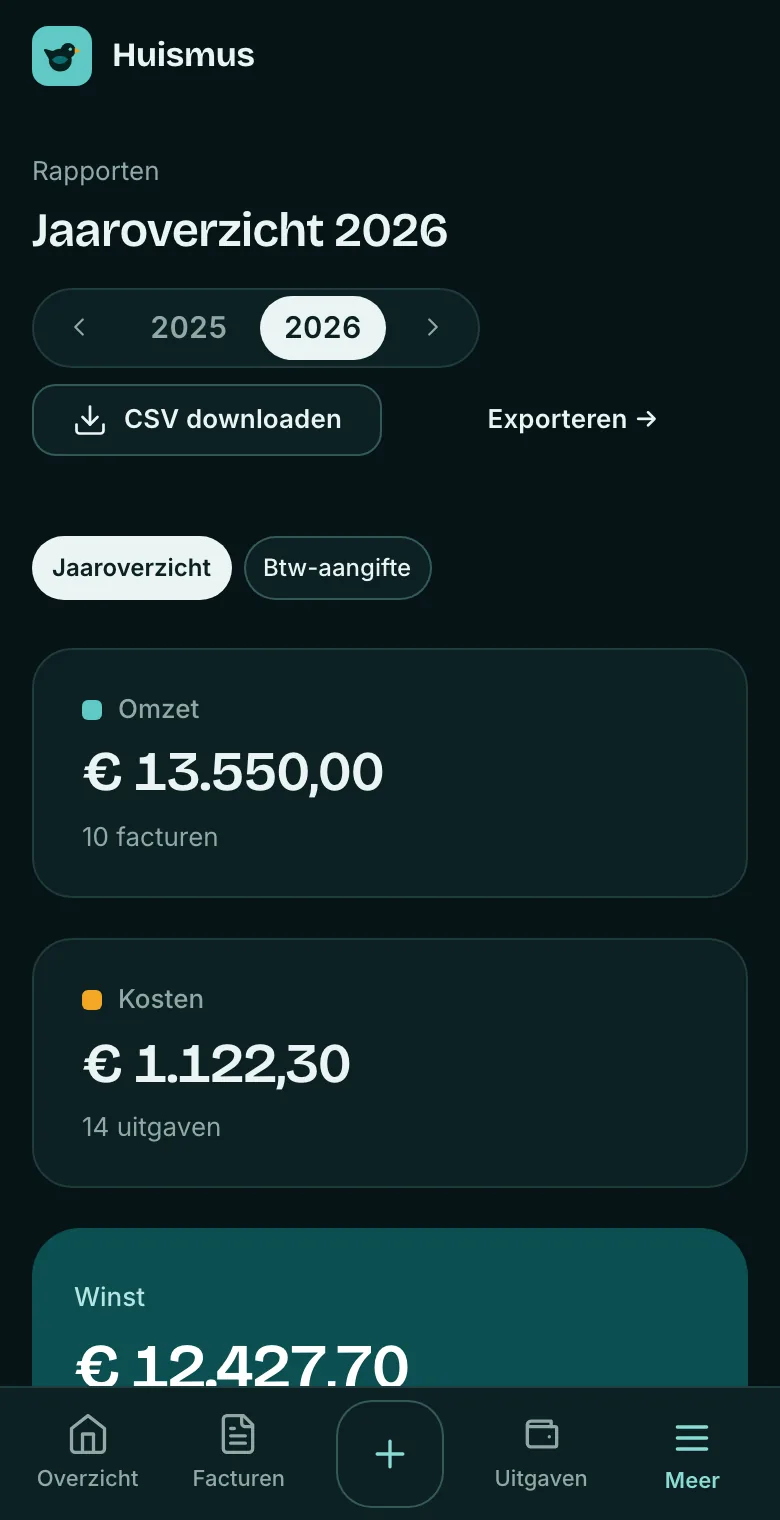 Huismus
Rapporten
Jaaroverzicht 2026
2025 2026
CSV downloaden Exporteren →
Jaaroverzicht Btw-aangifte
Omzet
€ 13.550,00
10 facturen
Kosten
€ 1.122,30
14 uitgaven
Winst
€ 12.427,70
Overzicht Facturen + Uitgaven Meer